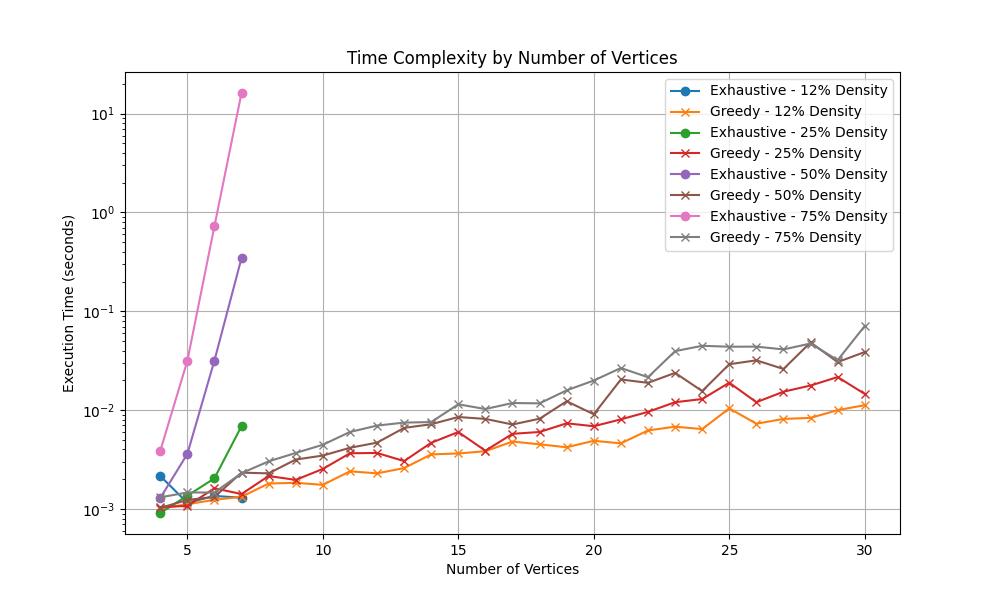 Time Complexity by Number of Vertices
Exhaustive - 12% Density
Greedy - 12% Density
Exhaustive - 25% Density
Greedy - 25% Density
Exhaustive - 50% Density
Greedy - 50% Density
Exhaustive - 75% Density
Greedy - 75% Density
Execution Time (seconds)
10¹
10⁰
10⁻¹
10⁻²
10⁻³
5 10 15 20 25 30
Number of Vertices